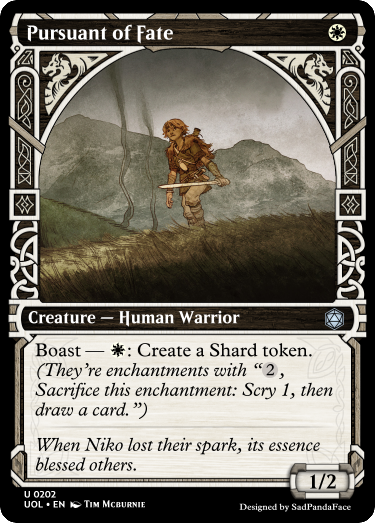 Pursuant of Fate
Creature — Human Warrior
Boast — : Create a Shard token.
(They're enchantments with “2,
Sacrifice this enchantment: Scry 1, then
draw a card.”)
When Niko lost their spark, its essence
blessed others.
1/2
U 0202
UOL • EN Tim McBurnie
Designed by SadPandaFace